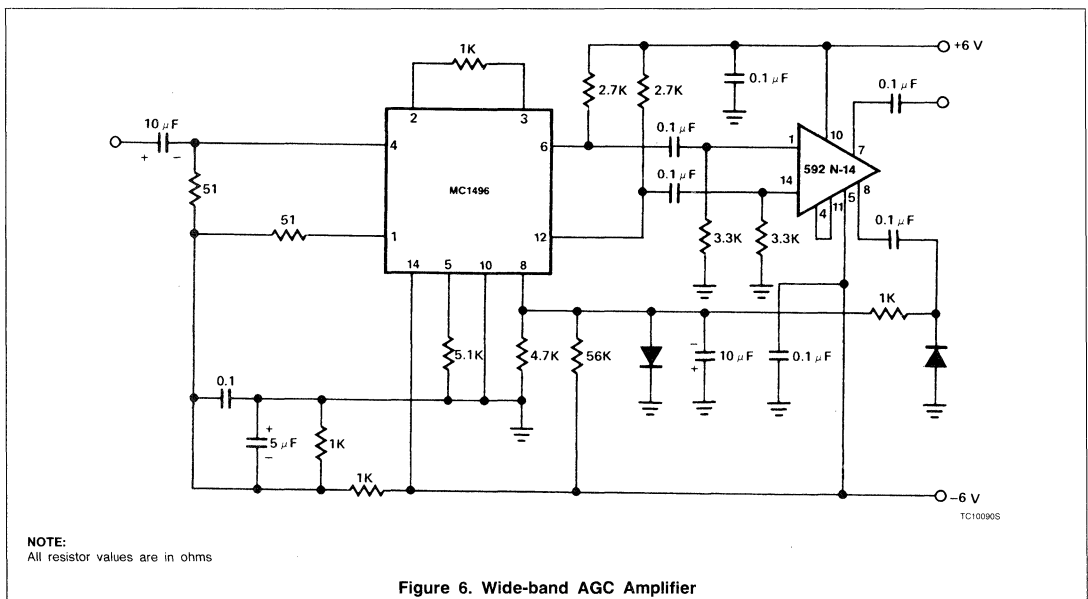 1K
+6 V
2
3
2.7K
2.7K
0.1 μF
0.1 μF
10 μF
+ −
4
6
0.1 μF
1
10
7
51
MC1496
0.1 μF
14
592 N-14
8
5
11
4
51
1
12
3.3K
3.3K
0.1 μF
14
5
10
8
1K
5.1K
4.7K
56K
−
10 μF
+
0.1 μF
0.1
+
5 μF
−
1K
1K
−6 V
TC10090S
NOTE:
All resistor values are in ohms
Figure 6. Wide-band AGC Amplifier